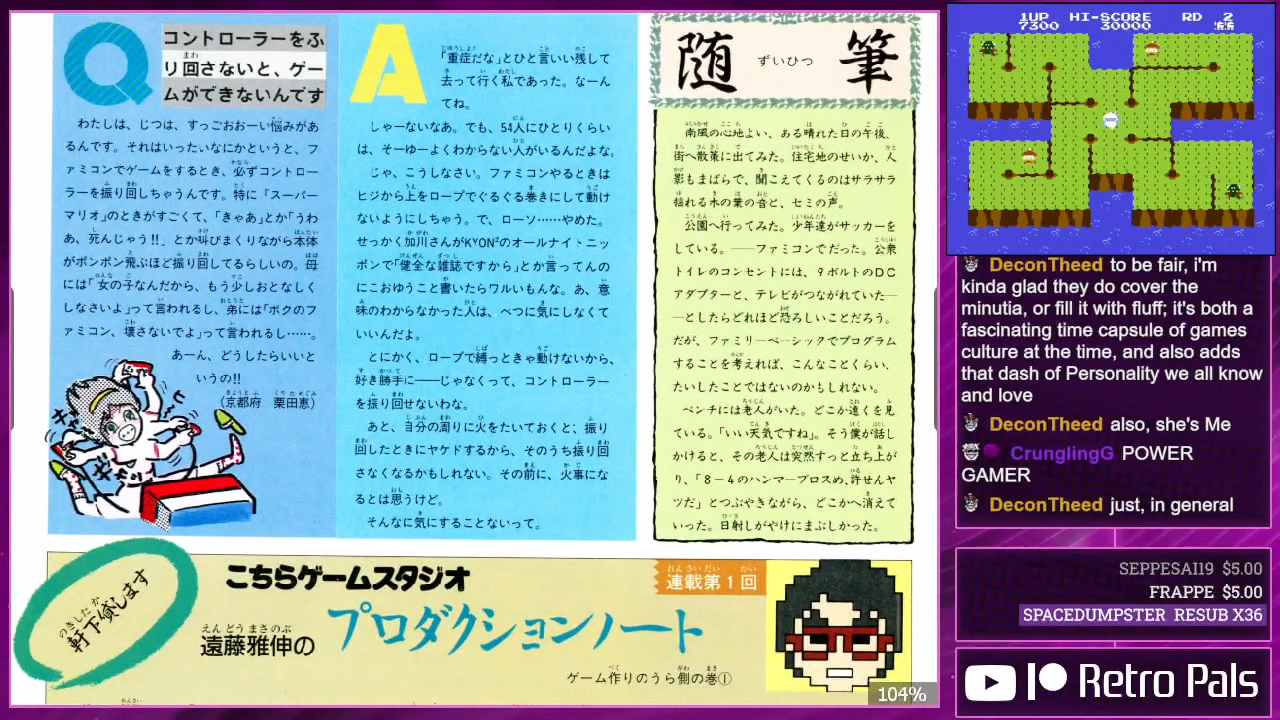 Q
コントローラーをふ
り回さないと、ゲー
ムができないんです
わたしは、じつは、すっごおおーい悩みがあ
るんです。それはいったいなにかというと、フ
ァミコンでゲームをするとき、必ずコントロー
ラーを振り回しちゃうんです。特に『スーパー
マリオ』のときがすごくて、「きゃあ」とか「うわ
あ、死んじゃう!!」とか叫びまくりながら本体
がポンポン飛ぶほど振り回してるらしいの。母
には「女の子なんだから、もう少しおとなしく
しなさいよ」って言われるし、弟には「ボクのフ
ァミコン、壊さないでよ」って言われるし……。
あーん、どうしたらいいと
いうの!!
(京都府 栗田恵)
A
「重症だな」とひと言いい残して
去って行く私であった。なーん
てね。
しゃーないなあ。でも、54人にひとりくらい
は、そーゆーよくわからない人がいるんだよな。
じゃ、こうしなさい。ファミコンやるときは
ヒジから上をロープでぐるぐる巻きにして動け
ないようにしちゃう。で、ローソ……やめた。
せっかく加川さんがKYON²のオールナイトニッ
ポンで「健全な雑誌ですから」とか言ってんの
にこおゆうこと書いたらワルいもんな。あ、意
味のわからなかった人は、べつに気にしなくて
いいんだよ。
とにかく、ロープで縛っときゃ動けないから、
好き勝手に――じゃなくって、コントローラー
を振り回せないわな。
あと、自分の周りに火をたいておくと、振り
回したときにヤケドするから、そのうち振り回
さなくなるかもしれない。その前に、火事にな
るとは思うけど。
そんなに気にすることないって。
随 ずいひつ 筆
南風の心地よい、ある晴れた日の午後、
街へ散策に出てみた。住宅地のせいか、人
影もまばらで、聞こえてくるのはサラサラ
揺れる木の葉の音と、セミの声。
公園へ行ってみた。少年達がサッカーを
している。――ファミコンでだった。公衆
トイレのコンセントには、9ボルトのDC
アダプターと、テレビがつながれていた―
―としたらどれほど恐ろしいことだろう。
だが、ファミリーベーシックでプログラム
することを考えれば、こんなことくらい、
たいしたことではないのかもしれない。
ベンチには老人がいた。どこか遠くを見
ている。「いい天気ですね」。そう僕が話し
かけると、その老人は突然すっと立ち上が
り、「8-4のハンマーブロスめ、許せんヤ
ツだ」とつぶやきながら、どこかへ消えて
いった。日射しがやけにまぶしかった。
軒下貸します
こちらゲームスタジオ
連載第1回
遠藤雅伸の
プロダクションノート
ゲーム作りのうら側の巻①
104%
1UP HI-SCORE RD 2
7300 30000
DeconTheed to be fair, i'm
kinda glad they do cover the
minutia, or fill it with fluff; it's both a
fascinating time capsule of games
culture at the time, and also adds
that dash of Personality we all know
and love
DeconTheed also, she's Me
CrunglingG POWER
GAMER
DeconTheed just, in general
SEPPESAI19 $5.00
FRAPPE $5.00
SPACEDUMPSTER RESUB X36
Retro Pals